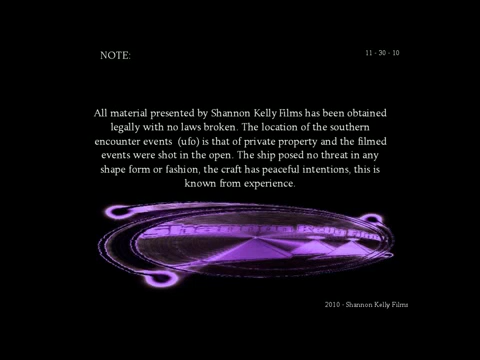 NOTE:
11 - 30 - 10
All material presented by Shannon Kelly Films has been obtained
legally with no laws broken. The location of the southern
encounter events (ufo) is that of private property and the filmed
events were shot in the open. The ship posed no threat in any
shape form or fashion, the craft has peaceful intentions, this is
known from experience.
2010 - Shannon Kelly Films